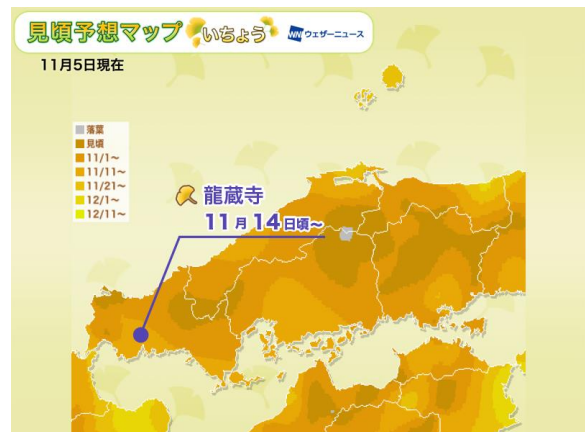 見頃予想マップ いちょう WNI ウェザーニュース
11月5日現在
落葉
見頃
11/1〜
11/11〜
11/21〜
12/1〜
12/11〜
龍蔵寺
11月14日頃〜